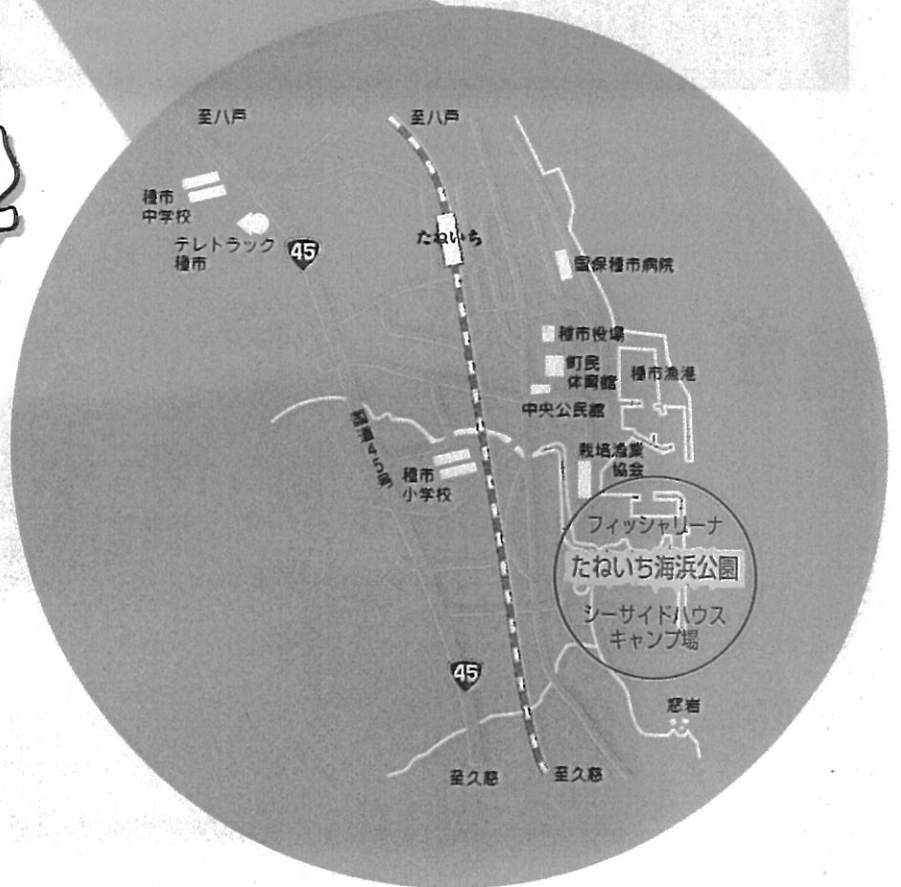 至八戸
至八戸
種市
中学校
テレトラック
種市
45
たねいち
国保種市病院
種市役場
町民
体育館
種市漁港
中央公民館
国道45号
栽培漁業
協会
種市
小学校
フィッシャリーナ
たねいち海浜公園
シーサイドハウス
キャンプ場
45
窓岩
至久慈
至久慈